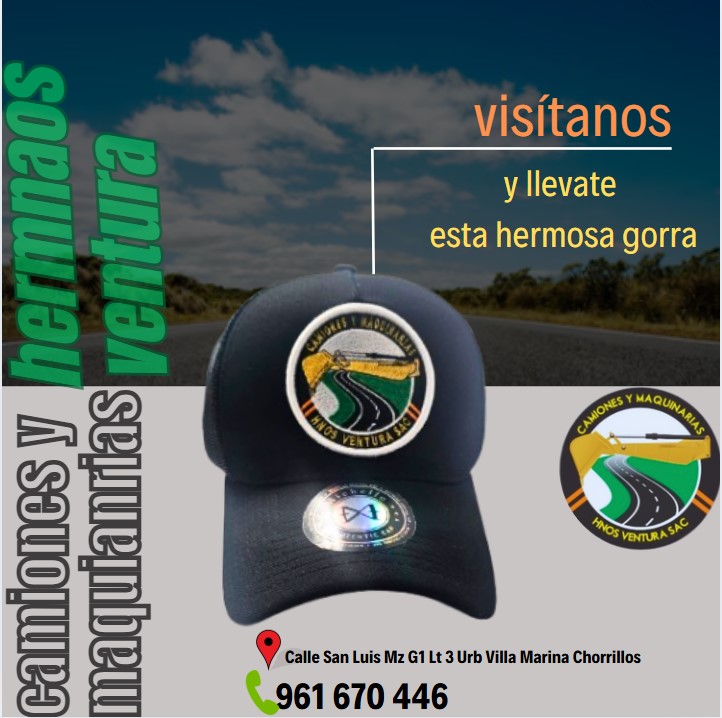 hermnaos
ventura
camiones y
maquianrias
visítanos
y llevate
esta hermosa gorra
CAMIONES Y MAQUINARIAS
HNOS VENTURA SAC
CAMIONES Y MAQUINARIAS
HNOS VENTURA SAC
Calle San Luis Mz G1 Lt 3 Urb Villa Marina Chorrillos
961 670 446